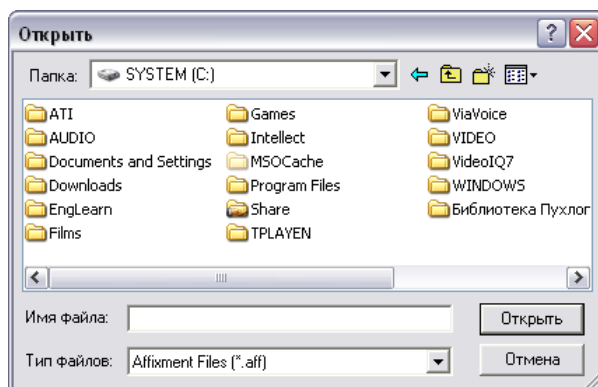 Открыть
Папка: SYSTEM (C:)
ATI Games ViaVoice
AUDIO Intellect VIDEO
Documents and Settings MSOCache VideoIQ7
Downloads Program Files WINDOWS
EngLearn Share Библиотека Пухлог
Films TPLAYEN
Имя файла: Открыть
Тип файлов: Affixment Files (*.aff) Отмена